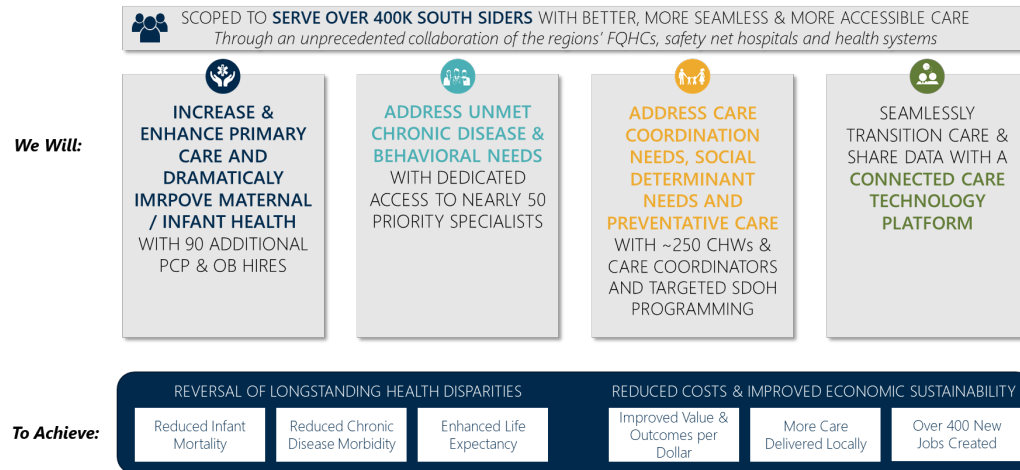 SCOPED TO SERVE OVER 400K SOUTH SIDERS WITH BETTER, MORE SEAMLESS & MORE ACCESSIBLE CARE
Through an unprecedented collaboration of the regions' FQHCs, safety net hospitals and health systems
We Will:
INCREASE &
ENHANCE PRIMARY
CARE AND
DRAMATICALY
IMRPOVE MATERNAL
/ INFANT HEALTH
WITH 90 ADDITIONAL
PCP & OB HIRES
ADDRESS UNMET
CHRONIC DISEASE &
BEHAVIORAL NEEDS
WITH DEDICATED
ACCESS TO NEARLY 50
PRIORITY SPECIALISTS
ADDRESS CARE
COORDINATION
NEEDS, SOCIAL
DETERMINANT
NEEDS AND
PREVENTATIVE CARE
WITH ~250 CHWs &
CARE COORDINATORS
AND TARGETED SDOH
PROGRAMMING
SEAMLESSLY
TRANSITION CARE &
SHARE DATA WITH A
CONNECTED CARE
TECHNOLOGY
PLATFORM
To Achieve:
REVERSAL OF LONGSTANDING HEALTH DISPARITIES
Reduced Infant
Mortality
Reduced Chronic
Disease Morbidity
Enhanced Life
Expectancy
REDUCED COSTS & IMPROVED ECONOMIC SUSTAINABILITY
Improved Value &
Outcomes per
Dollar
More Care
Delivered Locally
Over 400 New
Jobs Created